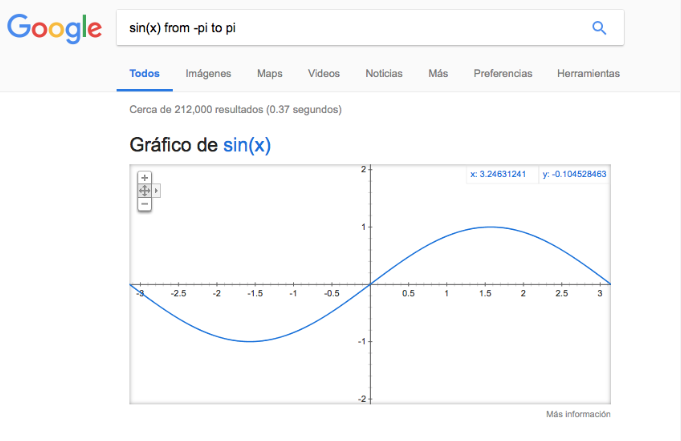 Google
sin(x) from -pi to pi
Todos Imágenes Maps Videos Noticias Más Preferencias Herramientas
Cerca de 212,000 resultados (0.37 segundos)
Gráfico de sin(x)
x: 3.24631241 y: -0.104528463
2
1
-3 -2.5 -2 -1.5 -1 -0.5 0.5 1 1.5 2 2.5 3
-1
-2
Más información